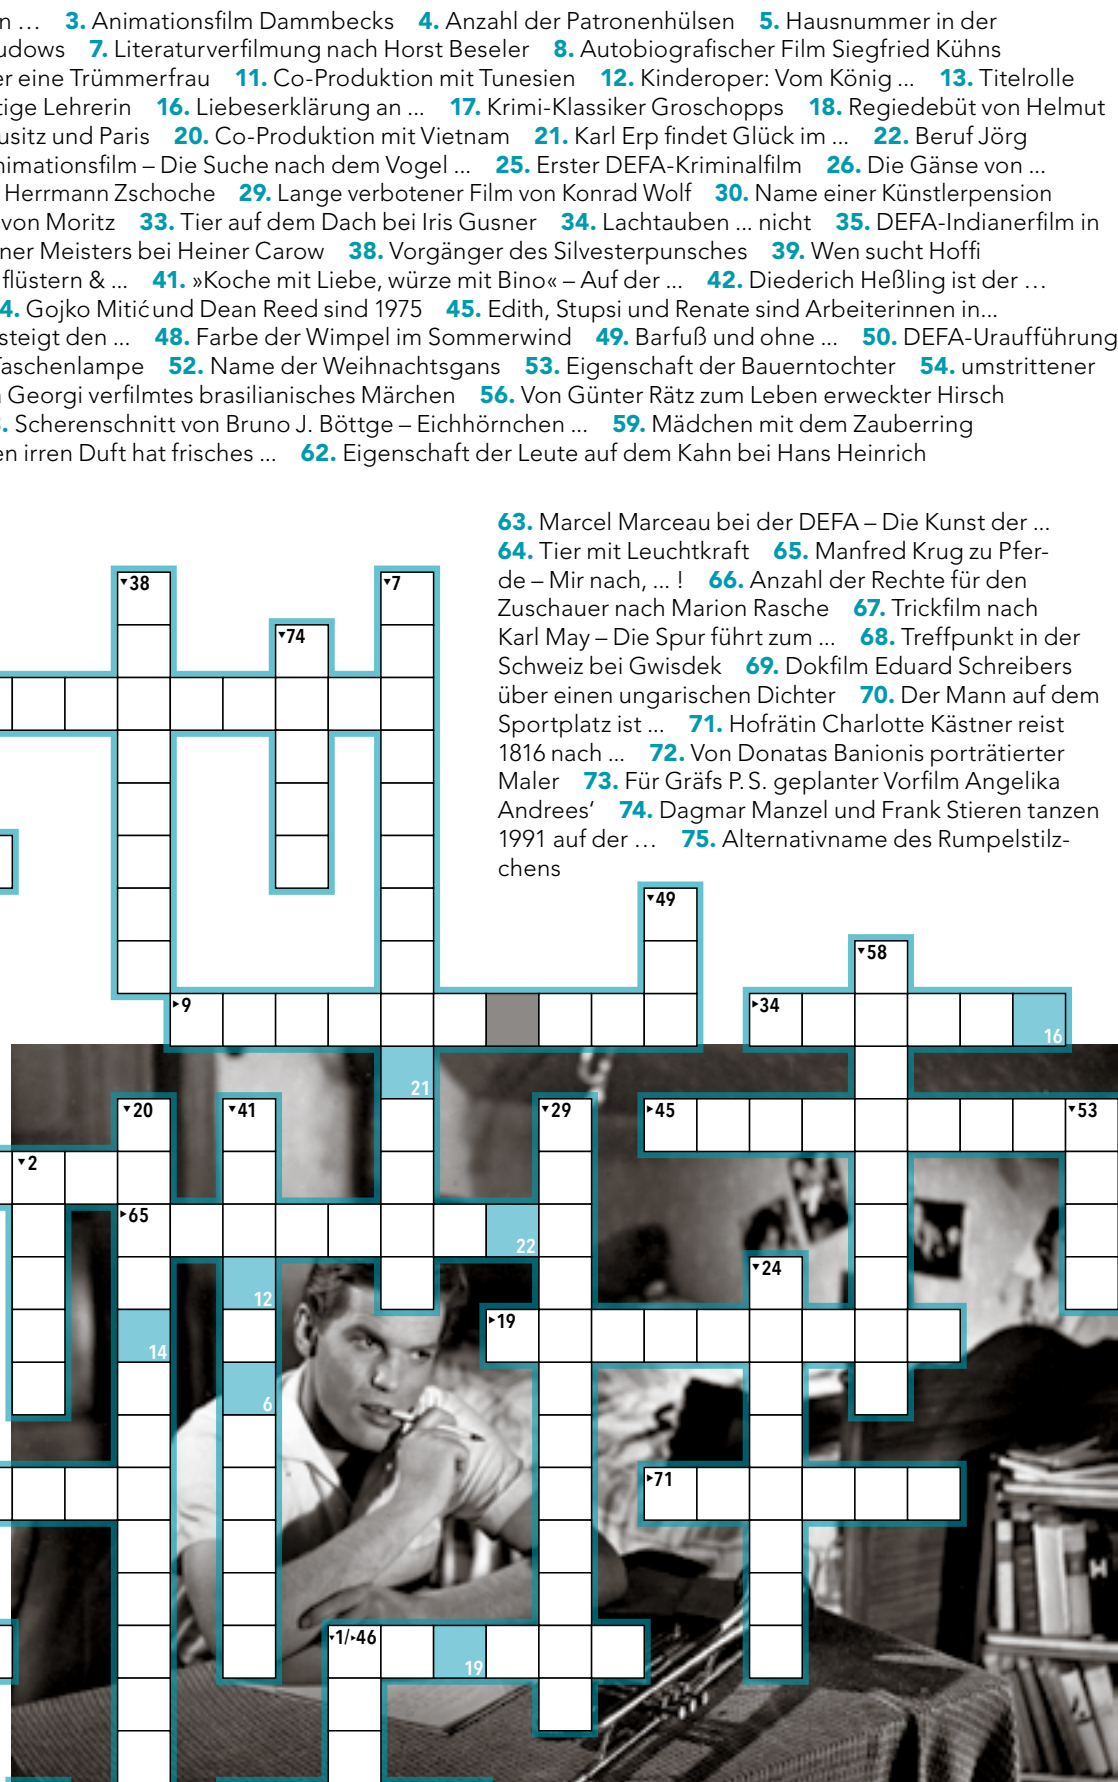 n … 3. Animationsfilm Dammbecks 4. Anzahl der Patronenhülsen 5. Hausnummer in der
udows 7. Literaturverfilmung nach Horst Beseler 8. Autobiografischer Film Siegfried Kühns
er eine Trümmerfrau 11. Co-Produktion mit Tunesien 12. Kinderoper: Vom König ... 13. Titelrolle
tige Lehrerin 16. Liebeserklärung an ... 17. Krimi-Klassiker Groschopps 18. Regiedebüt von Helmut
usitz und Paris 20. Co-Produktion mit Vietnam 21. Karl Erp findet Glück im ... 22. Beruf Jörg
nimationsfilm – Die Suche nach dem Vogel ... 25. Erster DEFA-Kriminalfilm 26. Die Gänse von ...
Herrmann Zschoche 29. Lange verbotener Film von Konrad Wolf 30. Name einer Künstlerpension
von Moritz 33. Tier auf dem Dach bei Iris Gusner 34. Lachtauben ... nicht 35. DEFA-Indianerfilm in
ner Meisters bei Heiner Carow 38. Vorgänger des Silvesterpunsches 39. Wen sucht Hoffi
flüstern & ... 41. »Koche mit Liebe, würze mit Bino« – Auf der ... 42. Diederich Heßling ist der …
4. Gojko Mitić und Dean Reed sind 1975 45. Edith, Stupsi und Renate sind Arbeiterinnen in...
steigt den ... 48. Farbe der Wimpel im Sommerwind 49. Barfuß und ohne ... 50. DEFA-Uraufführung
Taschenlampe 52. Name der Weihnachtsgans 53. Eigenschaft der Bauerntochter 54. umstrittener
n Georgi verfilmtes brasilianisches Märchen 56. Von Günter Rätz zum Leben erweckter Hirsch
. Scherenschnitt von Bruno J. Böttge – Eichhörnchen ... 59. Mädchen mit dem Zauberring
en irren Duft hat frisches ... 62. Eigenschaft der Leute auf dem Kahn bei Hans Heinrich
63. Marcel Marceau bei der DEFA – Die Kunst der ...
64. Tier mit Leuchtkraft 65. Manfred Krug zu Pfer-
de – Mir nach, ... ! 66. Anzahl der Rechte für den
Zuschauer nach Marion Rasche 67. Trickfilm nach
Karl May – Die Spur führt zum ... 68. Treffpunkt in der
Schweiz bei Gwisdek 69. Dokfilm Eduard Schreibers
über einen ungarischen Dichter 70. Der Mann auf dem
Sportplatz ist ... 71. Hofrätin Charlotte Kästner reist
1816 nach ... 72. Von Donatas Banionis porträtierter
Maler 73. Für Gräfs P. S. geplanter Vorfilm Angelika
Andrees’ 74. Dagmar Manzel und Frank Stieren tanzen
1991 auf der … 75. Alternativname des Rumpelstilz-
chens
▾38 ▾7
▾74
▾49
▾58
▸9 ▸34 16
21
▾20 ▾41 ▾29 ▸45 ▾53
▾2
▸65 22
12 ▾24
14 ▸19
6
▸71
▾1/▸46 19